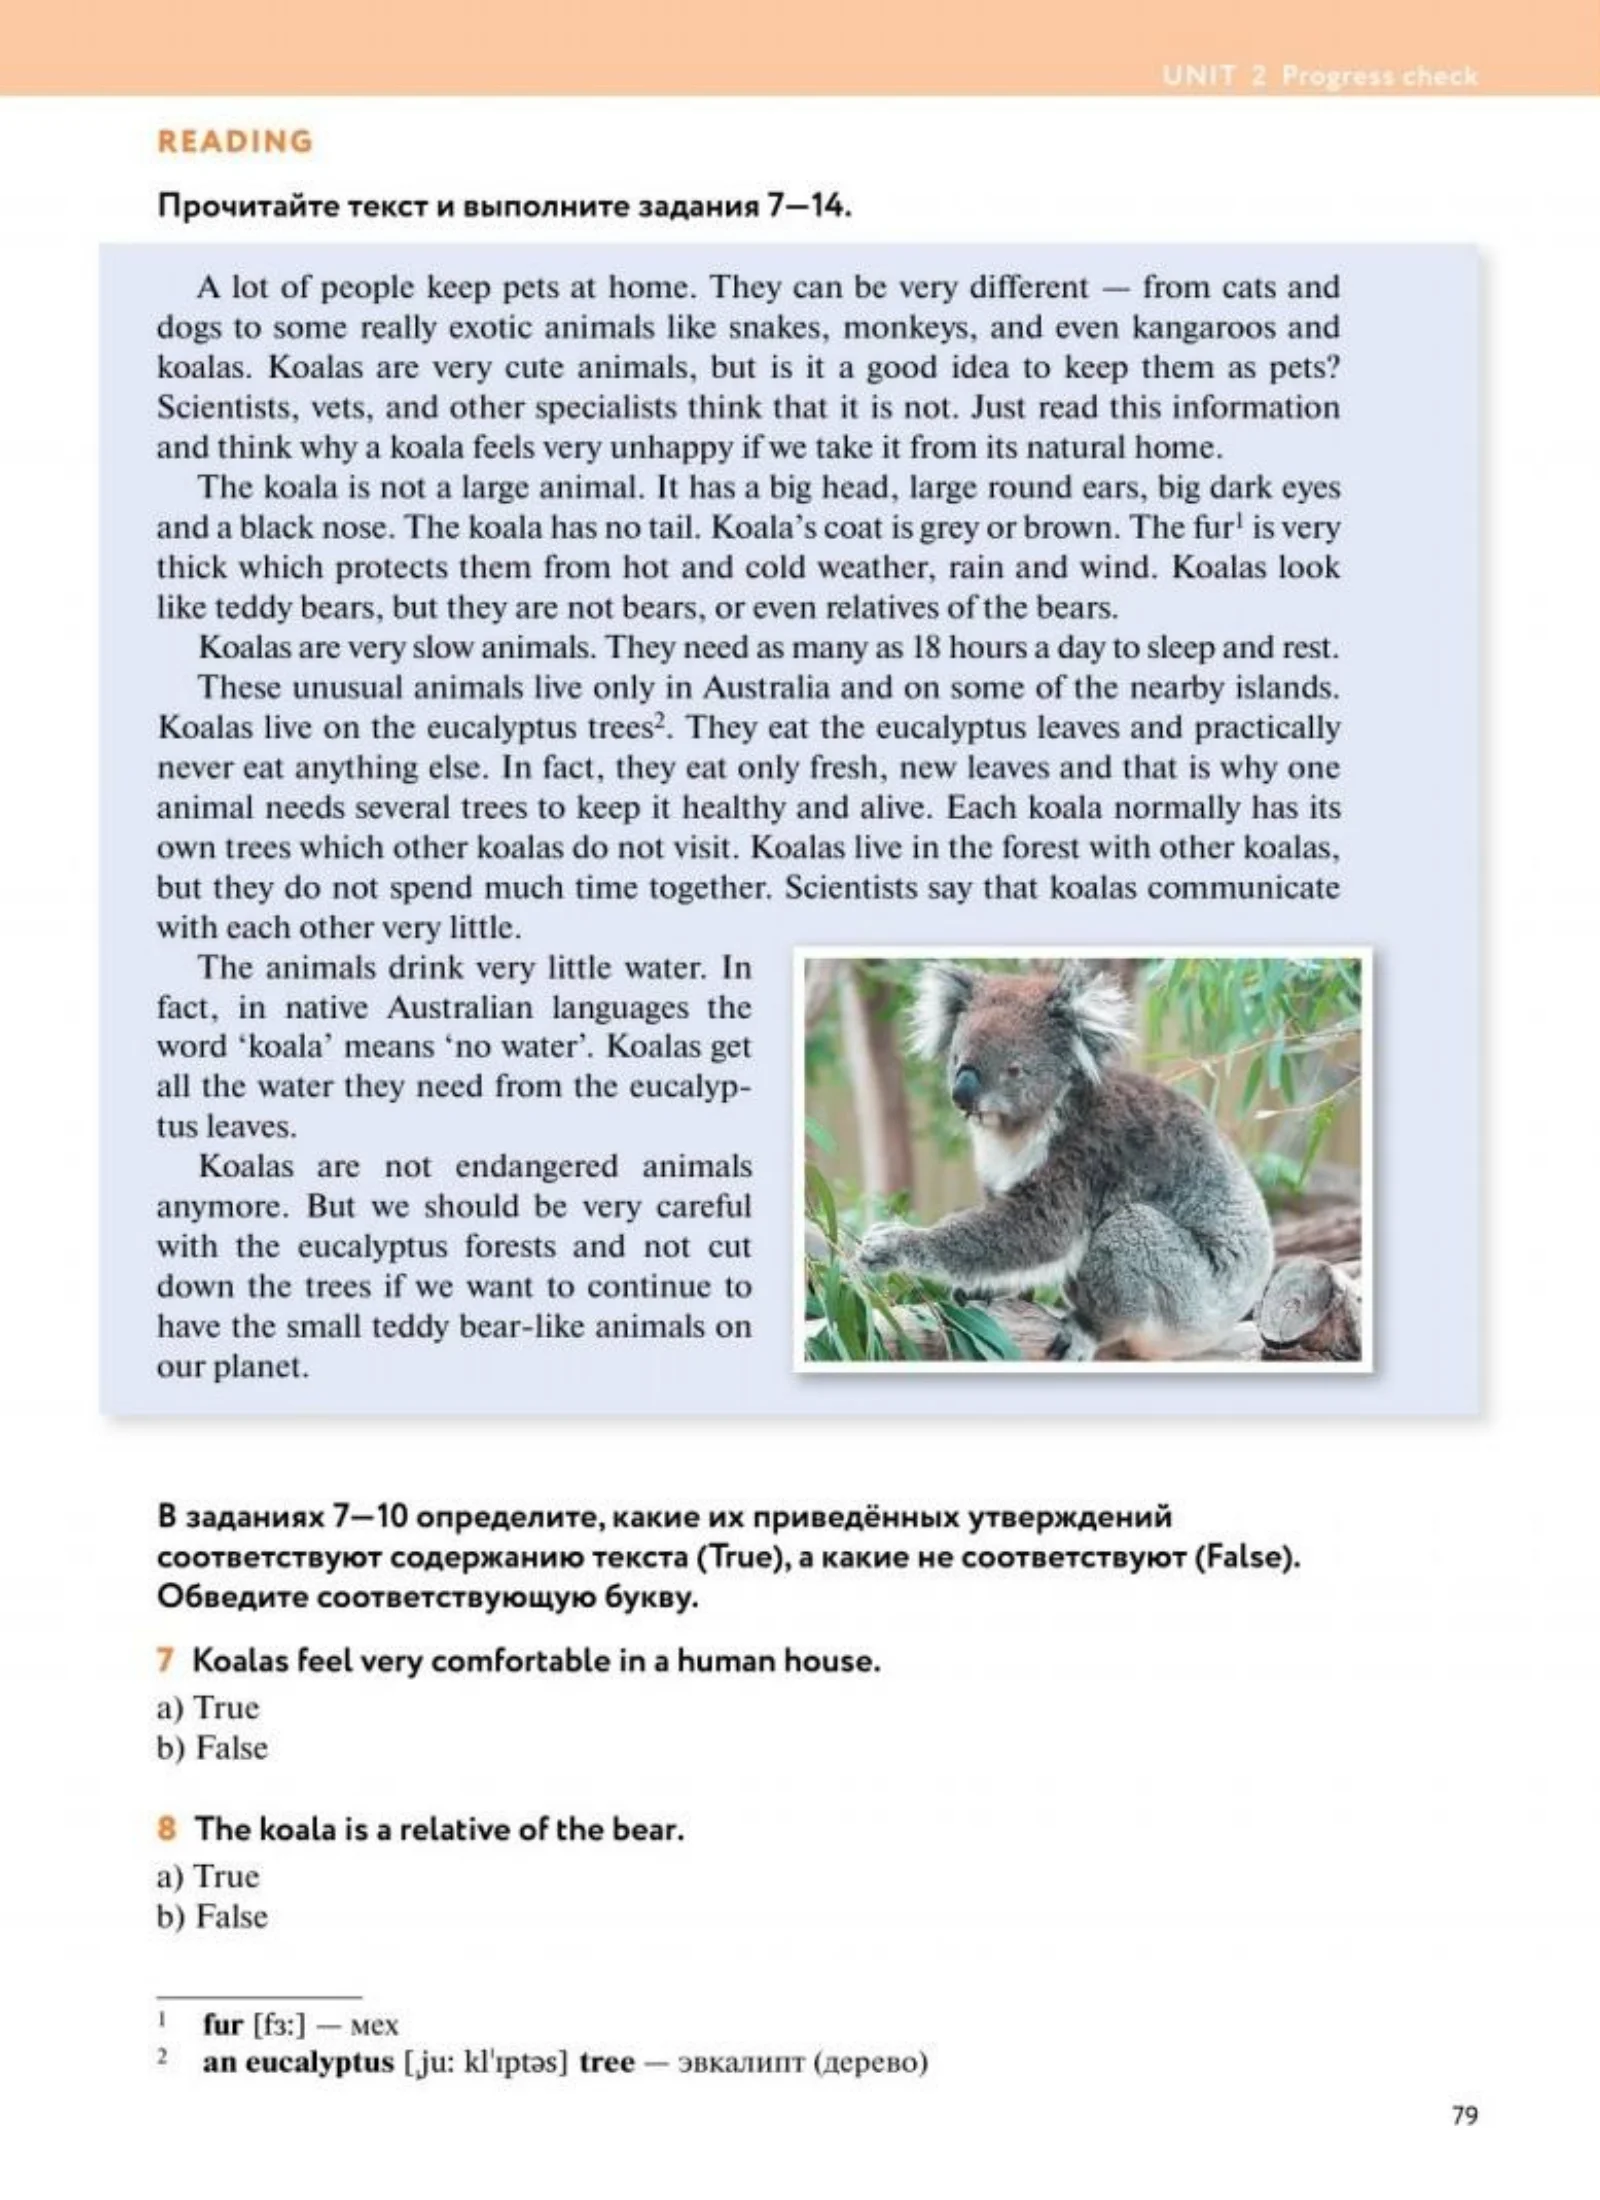 UNIT 2 Progress check
READING
Прочитайте текст и выполните задания 7—14.
A lot of people keep pets at home. They can be very different — from cats and
dogs to some really exotic animals like snakes, monkeys, and even kangaroos and
koalas. Koalas are very cute animals, but is it a good idea to keep them as pets?
Scientists, vets, and other specialists think that it is not. Just read this information
and think why a koala feels very unhappy if we take it from its natural home.
The koala is not a large animal. It has a big head, large round ears, big dark eyes
and a black nose. The koala has no tail. Koala’s coat is grey or brown. The fur¹ is very
thick which protects them from hot and cold weather, rain and wind. Koalas look
like teddy bears, but they are not bears, or even relatives of the bears.
Koalas are very slow animals. They need as many as 18 hours a day to sleep and rest.
These unusual animals live only in Australia and on some of the nearby islands.
Koalas live on the eucalyptus trees². They eat the eucalyptus leaves and practically
never eat anything else. In fact, they eat only fresh, new leaves and that is why one
animal needs several trees to keep it healthy and alive. Each koala normally has its
own trees which other koalas do not visit. Koalas live in the forest with other koalas,
but they do not spend much time together. Scientists say that koalas communicate
with each other very little.
The animals drink very little water. In
fact, in native Australian languages the
word ‘koala’ means ‘no water’. Koalas get
all the water they need from the eucalyp-
tus leaves.
Koalas are not endangered animals
anymore. But we should be very careful
with the eucalyptus forests and not cut
down the trees if we want to continue to
have the small teddy bear-like animals on
our planet.
В заданиях 7—10 определите, какие их приведённых утверждений
соответствуют содержанию текста (True), а какие не соответствуют (False).
Обведите соответствующую букву.
7 Koalas feel very comfortable in a human house.
a) True
b) False
8 The koala is a relative of the bear.
a) True
b) False
1 fur [fɜ:] — мех
2 an eucalyptus [ˌju: klˈɪptəs] tree — эвкалипт (дерево)
79